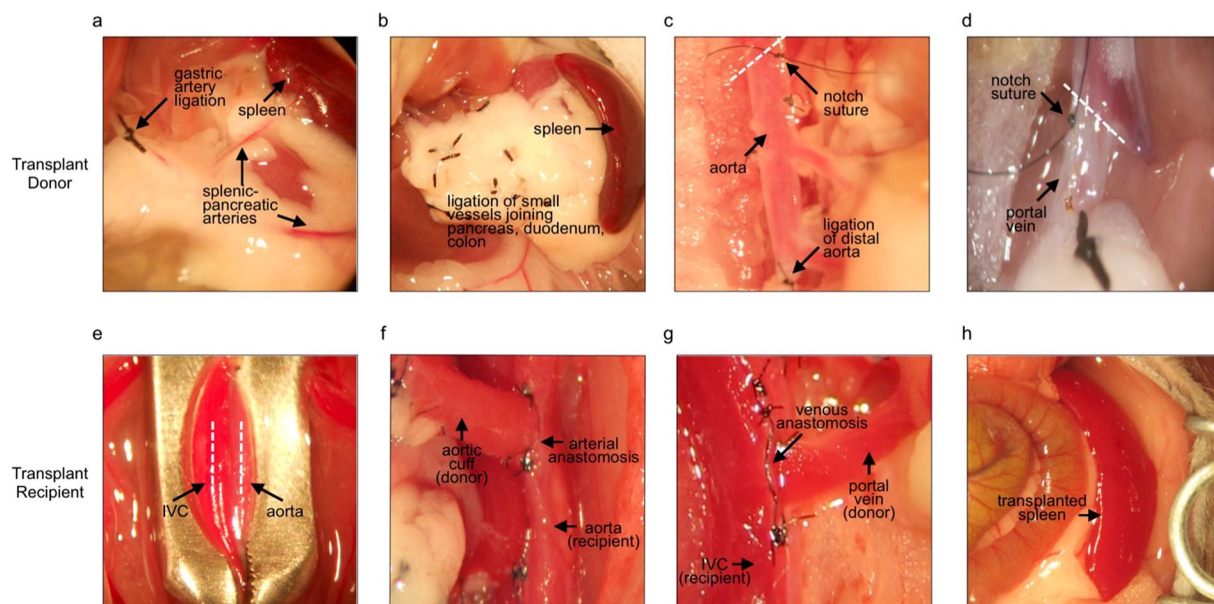 a
b
c
d
Transplant
Donor
gastric
artery
ligation
spleen
splenic-
pancreatic
arteries
spleen
ligation of small
vessels joining
pancreas, duodenum,
colon
notch
suture
aorta
ligation
of distal
aorta
notch
suture
portal
vein
e
f
g
h
Transplant
Recipient
IVC
aorta
aortic
cuff
(donor)
arterial
anastomosis
aorta
(recipient)
venous
anastomosis
portal
vein
(donor)
IVC
(recipient)
transplanted
spleen